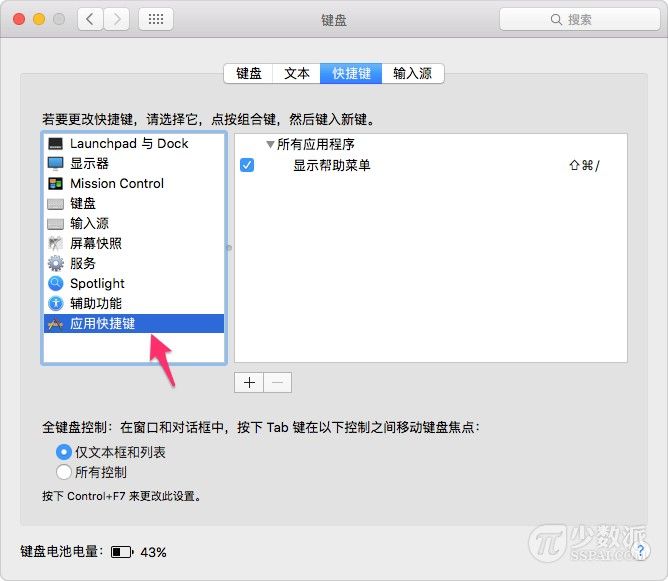 键盘
搜索
键盘 文本 快捷键 输入源
若要更改快捷键，请选择它，点按组合键，然后键入新键。
Launchpad 与 Dock
显示器
Mission Control
键盘
输入源
屏幕快照
服务
Spotlight
辅助功能
应用快捷键
所有应用程序
显示帮助菜单 ⇧⌘/
全键盘控制：在窗口和对话框中，按下 Tab 键在以下控制之间移动键盘焦点：
仅文本框和列表
所有控制
按下 Control+F7 来更改此设置。
键盘电池电量： 43%
少数派
SSPAI.COM
?